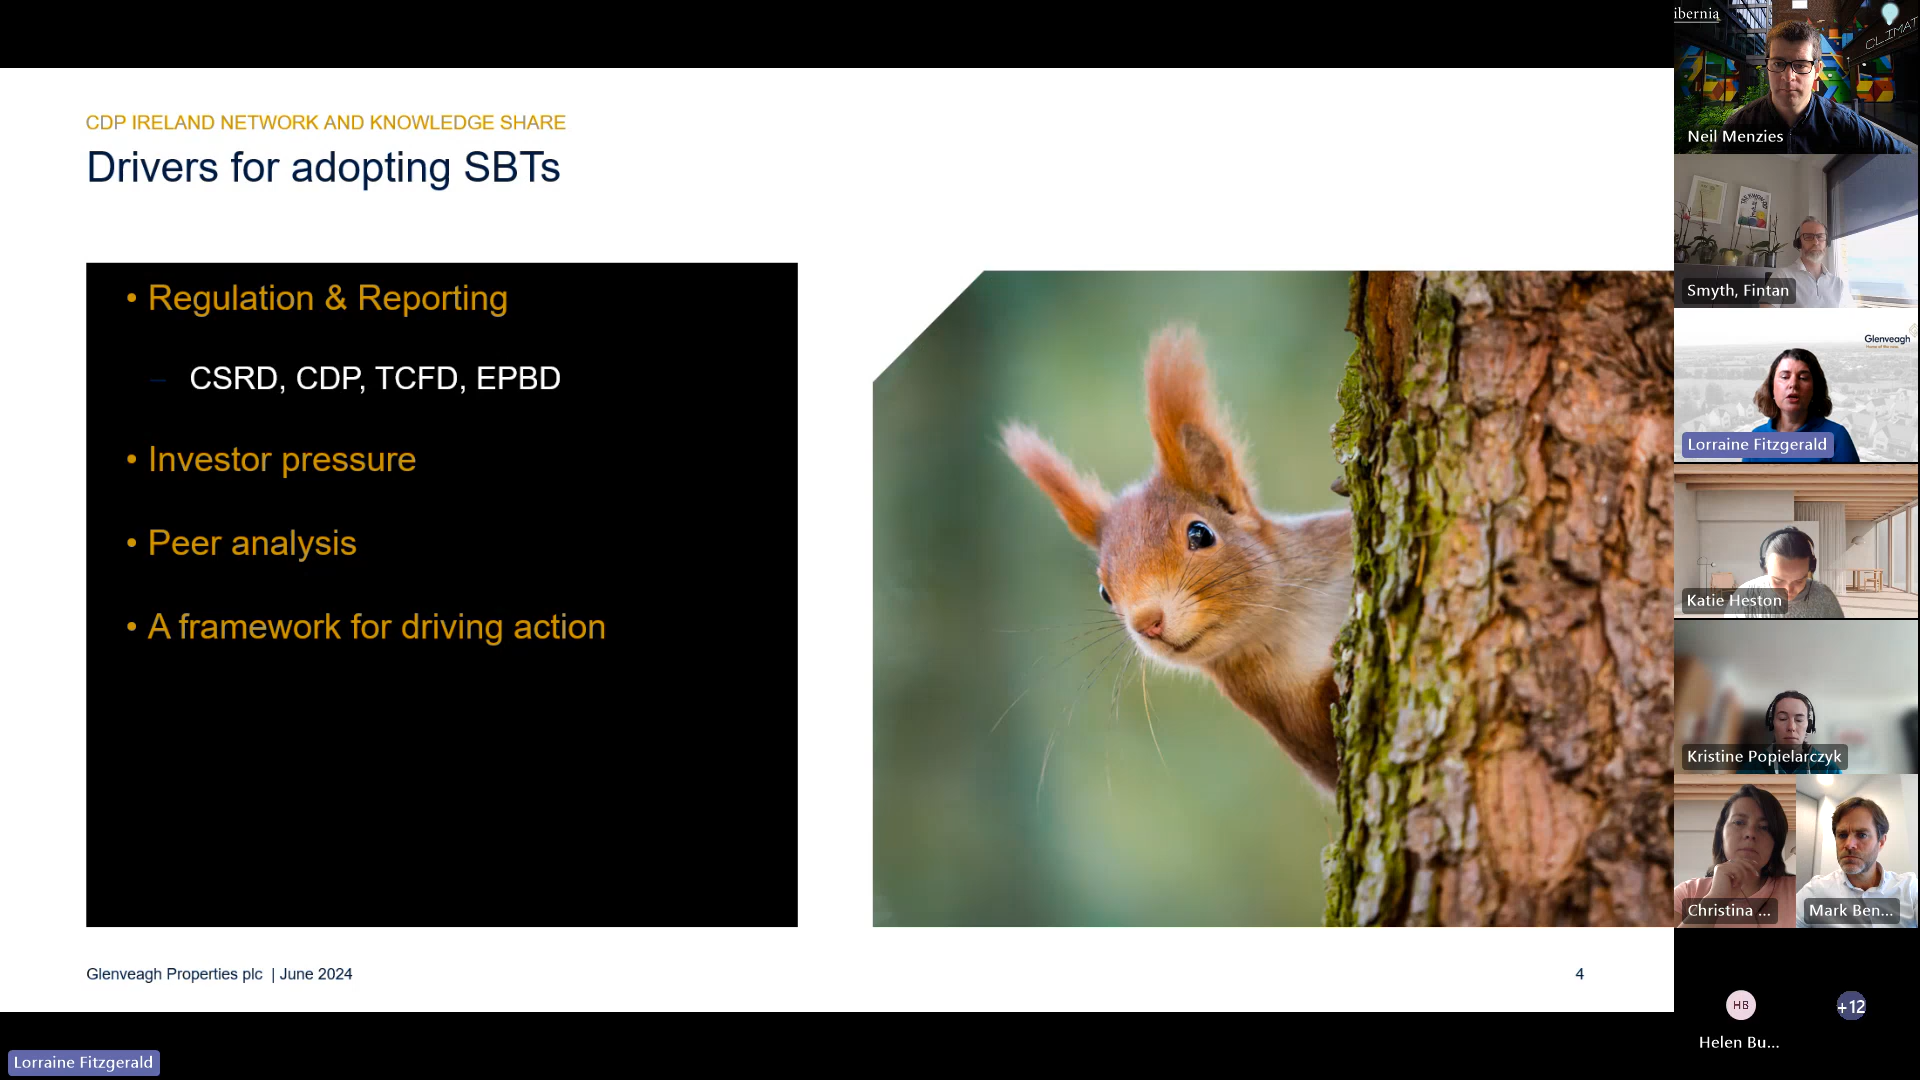 CDP IRELAND NETWORK AND KNOWLEDGE SHARE
Drivers for adopting SBTs
• Regulation & Reporting
– CSRD, CDP, TCFD, EPBD
• Investor pressure
• Peer analysis
• A framework for driving action
Glenveagh Properties plc | June 2024
4
Lorraine Fitzgerald
ibernia
CLIMAT
Neil Menzies
Smyth, Fintan
Glenveagh
Lorraine Fitzgerald
Katie Heston
Kristine Popielarczyk
Christina ...
Mark Ben...
HB
+12
Helen Bu...